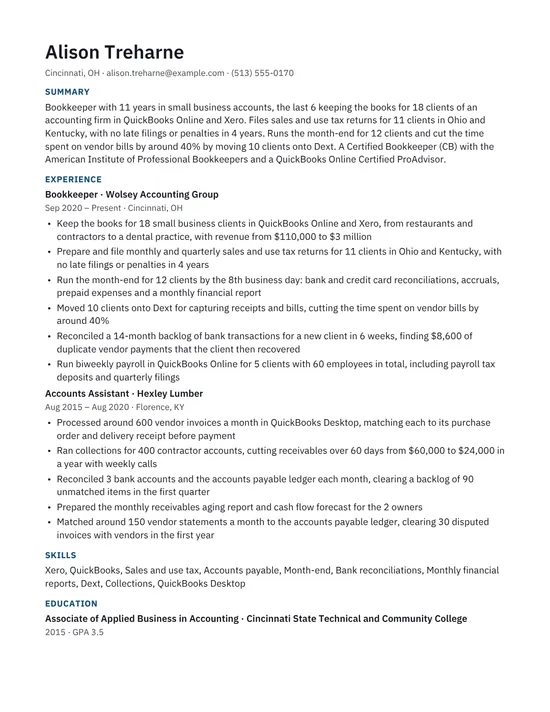 Alison Treharne
Cincinnati, OH · alison.treharne@example.com · (513) 555-0170
SUMMARY
Bookkeeper with 11 years in small business accounts, the last 6 keeping the books for 18 clients of an
accounting firm in QuickBooks Online and Xero. Files sales and use tax returns for 11 clients in Ohio and
Kentucky, with no late filings or penalties in 4 years. Runs the month-end for 12 clients and cut the time
spent on vendor bills by around 40% by moving 10 clients onto Dext. A Certified Bookkeeper (CB) with the
American Institute of Professional Bookkeepers and a QuickBooks Online Certified ProAdvisor.
EXPERIENCE
Bookkeeper · Wolsey Accounting Group
Sep 2020 – Present · Cincinnati, OH
• Keep the books for 18 small business clients in QuickBooks Online and Xero, from restaurants and
contractors to a dental practice, with revenue from $110,000 to $3 million
• Prepare and file monthly and quarterly sales and use tax returns for 11 clients in Ohio and Kentucky, with
no late filings or penalties in 4 years
• Run the month-end for 12 clients by the 8th business day: bank and credit card reconciliations, accruals,
prepaid expenses and a monthly financial report
• Moved 10 clients onto Dext for capturing receipts and bills, cutting the time spent on vendor bills by
around 40%
• Reconciled a 14-month backlog of bank transactions for a new client in 6 weeks, finding $8,600 of
duplicate vendor payments that the client then recovered
• Run biweekly payroll in QuickBooks Online for 5 clients with 60 employees in total, including payroll tax
deposits and quarterly filings
Accounts Assistant · Hexley Lumber
Aug 2015 – Aug 2020 · Florence, KY
• Processed around 600 vendor invoices a month in QuickBooks Desktop, matching each to its purchase
order and delivery receipt before payment
• Ran collections for 400 contractor accounts, cutting receivables over 60 days from $60,000 to $24,000 in
a year with weekly calls
• Reconciled 3 bank accounts and the accounts payable ledger each month, clearing a backlog of 90
unmatched items in the first quarter
• Prepared the monthly receivables aging report and cash flow forecast for the 2 owners
• Matched around 150 vendor statements a month to the accounts payable ledger, clearing 30 disputed
invoices with vendors in the first year
SKILLS
Xero, QuickBooks, Sales and use tax, Accounts payable, Month-end, Bank reconciliations, Monthly financial
reports, Dext, Collections, QuickBooks Desktop
EDUCATION
Associate of Applied Business in Accounting · Cincinnati State Technical and Community College
2015 · GPA 3.5